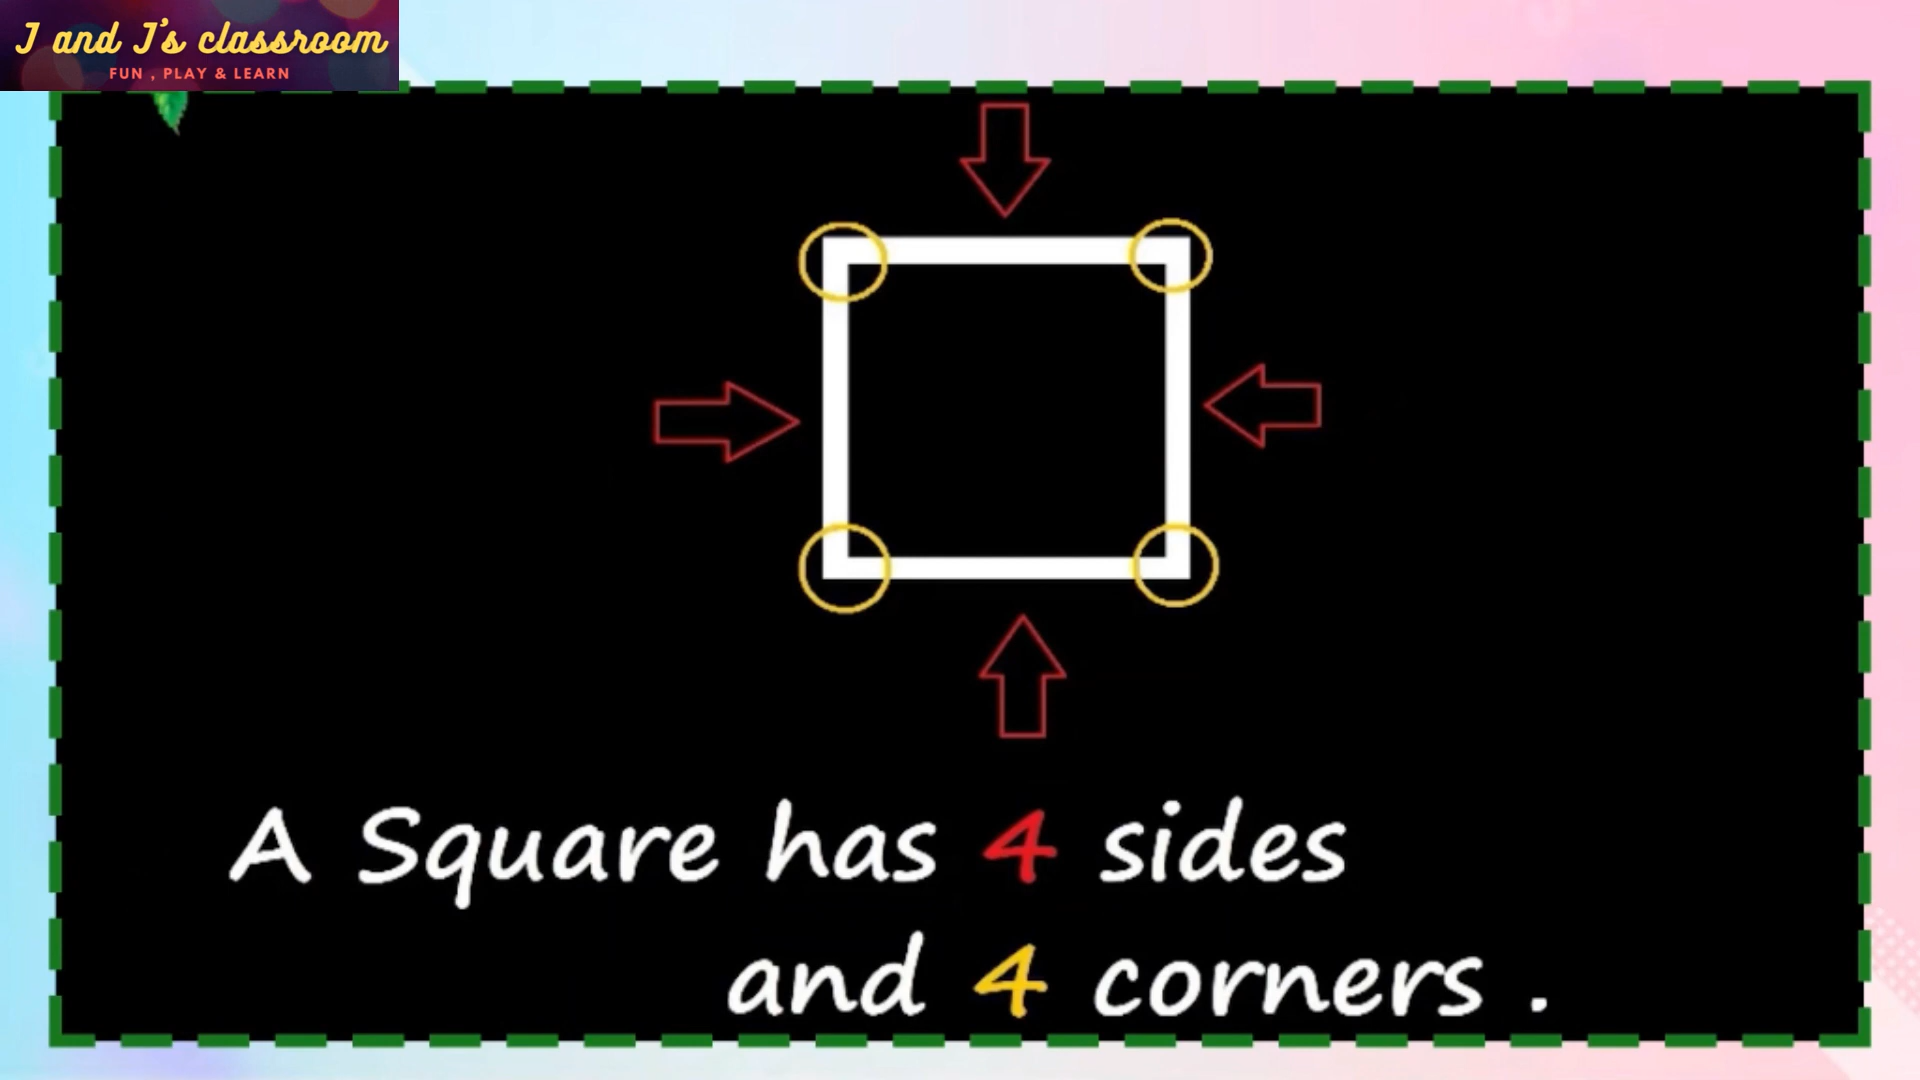 J and J's classroom
FUN , PLAY & LEARN
A Square has 4 sides
and 4 corners .